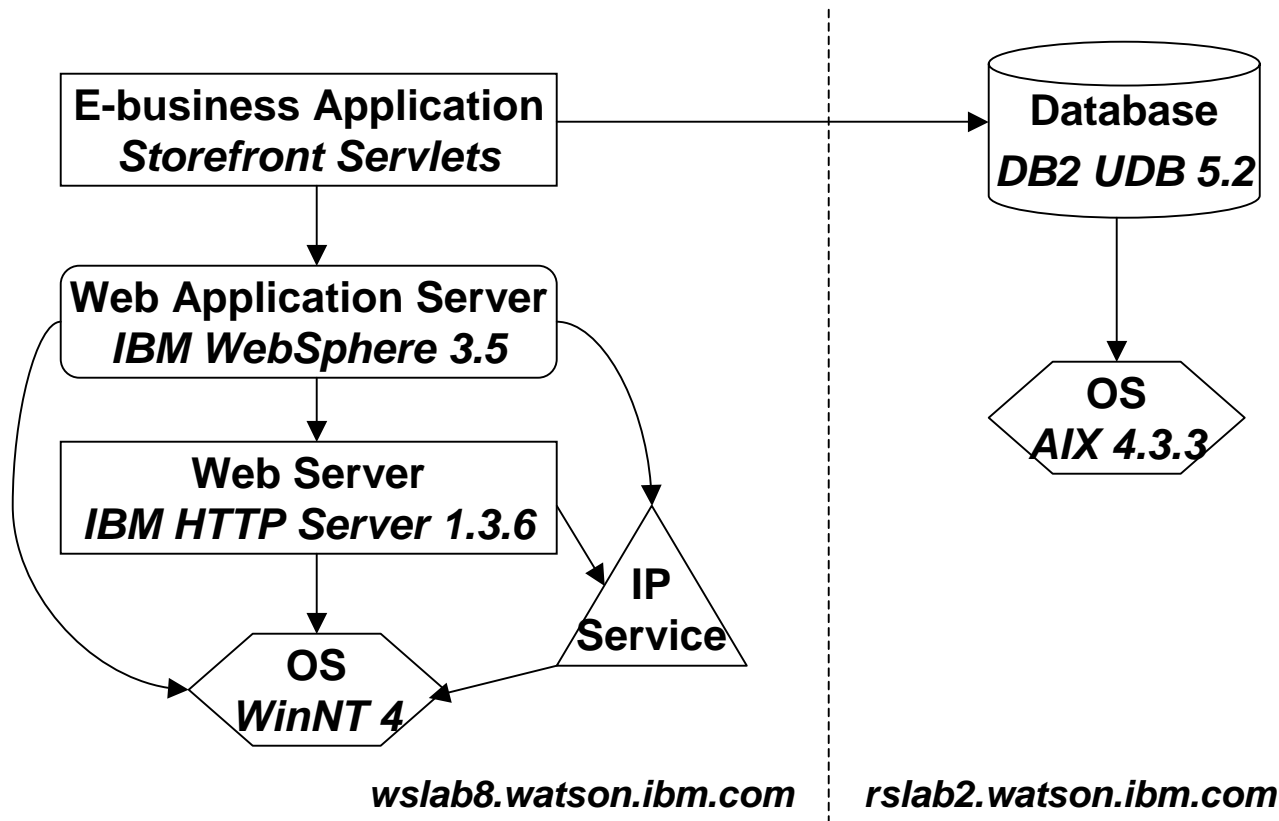 E-business Application
Storefront Servlets
Database
DB2 UDB 5.2
Web Application Server
IBM WebSphere 3.5
OS
AIX 4.3.3
Web Server
IBM HTTP Server 1.3.6
IP
Service
OS
WinNT 4
wslab8.watson.ibm.com
rslab2.watson.ibm.com